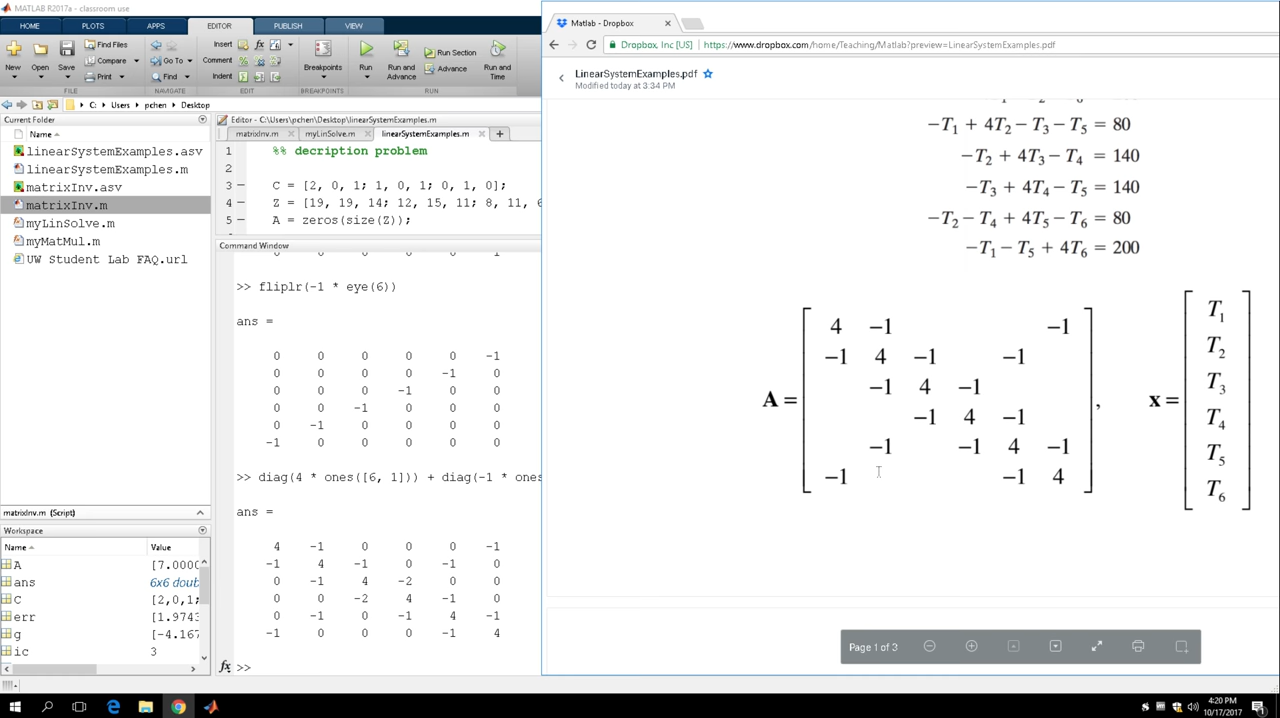 MATLAB R2017a - classroom use
HOME PLOTS APPS EDITOR PUBLISH VIEW
New Open Save Find Files Compare Print Go To Find
Insert Comment Indent fx
Breakpoints Run Run and Advance Run Section Advance Run and Time
FILE NAVIGATE EDIT BREAKPOINTS RUN
C: Users pchen Desktop
Current Folder
Name
linearSystemExamples.asv
linearSystemExamples.m
matrixInv.asv
matrixInv.m
myLinSolve.m
myMatMul.m
UW Student Lab FAQ.url
matrixInv.m (Script)
Workspace
Name Value
A [7.0000
ans 6x6 doub
C [2,0,1;
err [1.9743
g [-4.167
ic 3
Editor - C:\Users\pchen\Desktop\linearSystemExamples.m
matrixInv.m myLinSolve.m linearSystemExamples.m +
1 %% decription problem
2
3 – C = [2, 0, 1; 1, 0, 1; 0, 1, 0];
4 – Z = [19, 19, 14; 12, 15, 11; 8, 11, 
5 – A = zeros(size(Z));
Command Window
>> fliplr(-1 * eye(6))
ans =
0 0 0 0 0 -1
0 0 0 0 -1 0
0 0 0 -1 0 0
0 0 -1 0 0 0
0 -1 0 0 0 0
-1 0 0 0 0 0
>> diag(4 * ones([6, 1])) + diag(-1 * ones
ans =
4 -1 0 0 0 -1
-1 4 -1 0 -1 0
0 -1 4 -2 0 0
0 0 -2 4 -1 0
0 -1 0 -1 4 -1
-1 0 0 0 -1 4
fx >>
Matlab - Dropbox
Dropbox, Inc [US] https://www.dropbox.com/home/Teaching/Matlab?preview=LinearSystemExamples.pdf
LinearSystemExamples.pdf
Modified today at 3:34 PM
−T₁ + 4T₂ − T₃ − T₅ = 80
−T₂ + 4T₃ − T₄ = 140
−T₃ + 4T₄ − T₅ = 140
−T₂ − T₄ + 4T₅ − T₆ = 80
−T₁ − T₅ + 4T₆ = 200
A =
4 −1 −1
−1 4 −1 −1
−1 4 −1
−1 4 −1
−1 −1 4 −1
−1 −1 4
,
x =
T₁
T₂
T₃
T₄
T₅
T₆
Page 1 of 3
4:20 PM
10/17/2017